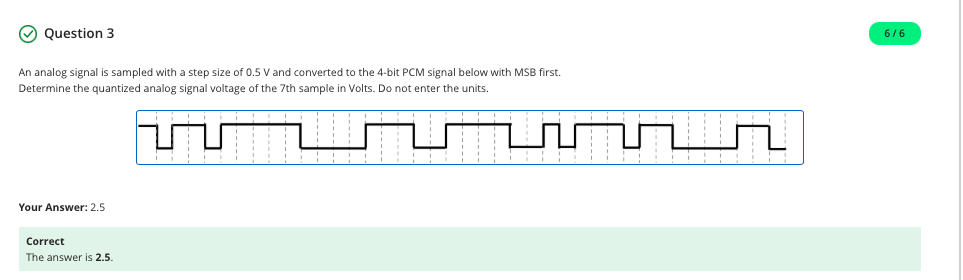 Question 3
6 / 6
An analog signal is sampled with a step size of 0.5 V and converted to the 4-bit PCM signal below with MSB first.
Determine the quantized analog signal voltage of the 7th sample in Volts. Do not enter the units.
Your Answer: 2.5
Correct
The answer is 2.5.